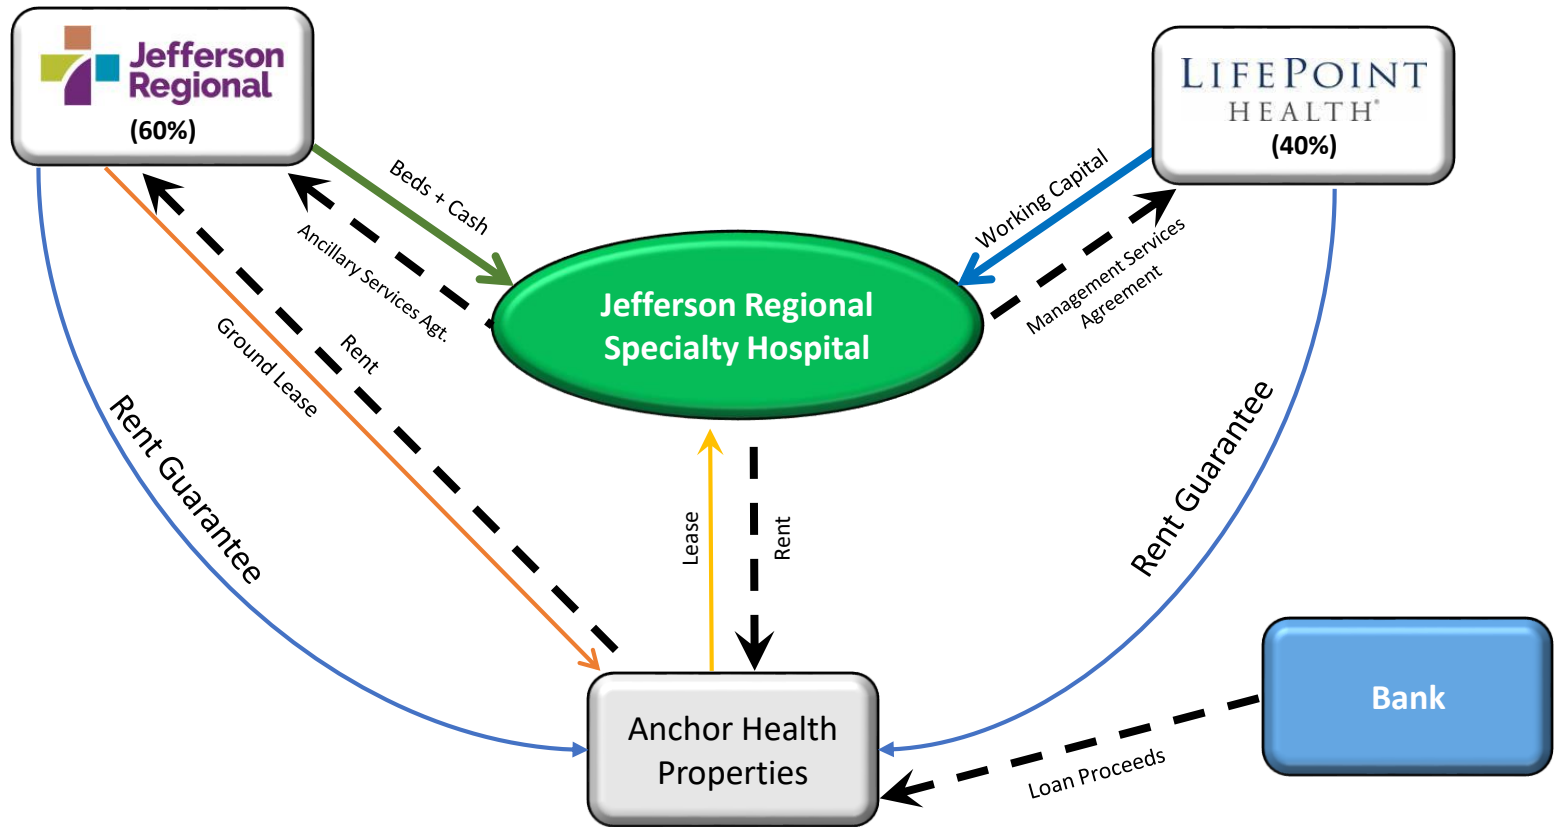 Jefferson
Regional
(60%)
LIFEPOINT
HEALTH®
(40%)
Beds + Cash
Working Capital
Ancillary Services Agt.
Management Services
Agreement
Jefferson Regional
Specialty Hospital
Rent
Ground Lease
Rent Guarantee
Rent Guarantee
Lease
Rent
Anchor Health
Properties
Bank
Loan Proceeds